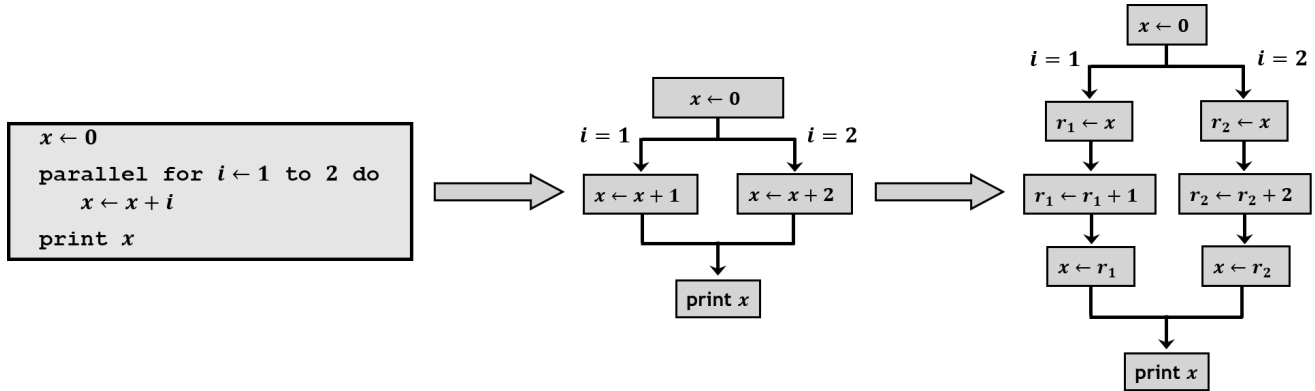 x ← 0
parallel for i ← 1 to 2 do
x ← x + i
print x
x ← 0
i = 1
i = 2
x ← x + 1
x ← x + 2
print x
x ← 0
i = 1
i = 2
r₁ ← x
r₂ ← x
r₁ ← r₁ + 1
r₂ ← r₂ + 2
x ← r₁
x ← r₂
print x